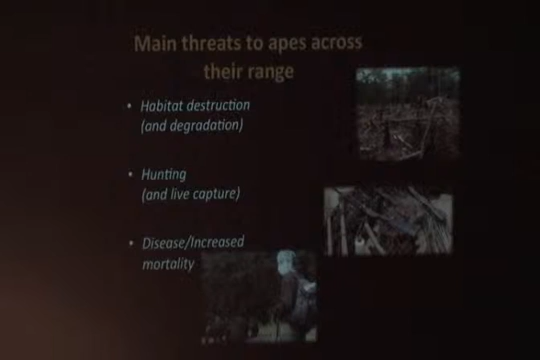 Main threats to apes across
their range
• Habitat destruction
(and degradation)
• Hunting
(and live capture)
• Disease/Increased
mortality